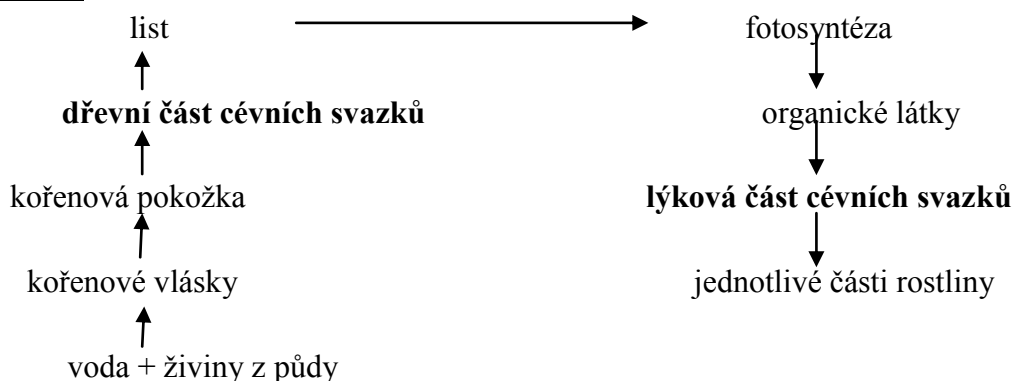 list fotosyntéza
dřevní část cévních svazků organické látky
kořenová pokožka lýková část cévních svazků
kořenové vlásky jednotlivé části rostliny
voda + živiny z půdy